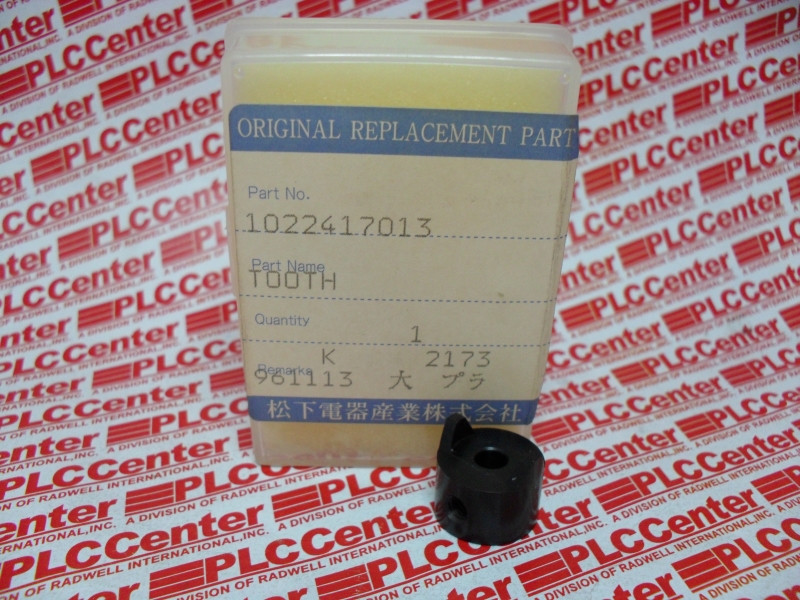 ORIGINAL REPLACEMENT PART
Part No.
1022417013
Part Name
TOOTH
Quantity
1
K 2173
Remarks
961113 大 プラ
松下電器産業株式会社
PLCCenter
A DIVISION OF RADWELL INTERNATIONAL, INC.